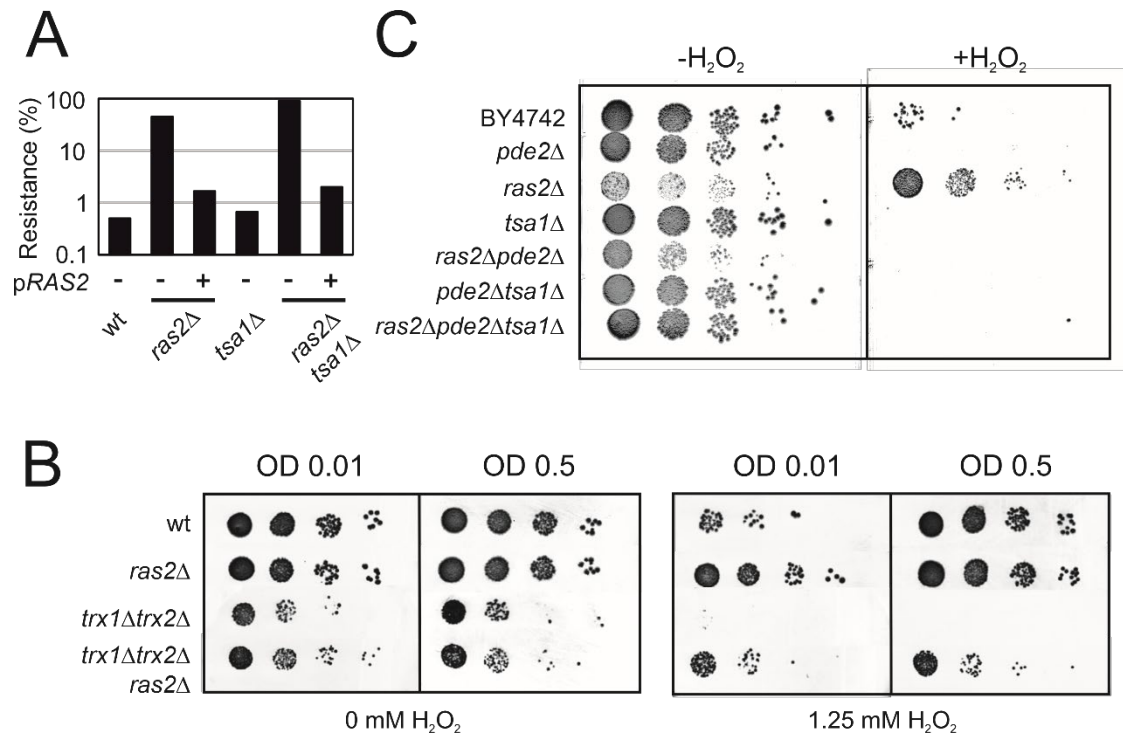 A
Resistance (%)
100
10
1
0.1
pRAS2 - - + - - +
wt
ras2Δ
tsa1Δ
ras2Δ
tsa1Δ
C
-H₂O₂ +H₂O₂
BY4742
pde2Δ
ras2Δ
tsa1Δ
ras2Δpde2Δ
pde2Δtsa1Δ
ras2Δpde2Δtsa1Δ
B
OD 0.01 OD 0.5 OD 0.01 OD 0.5
wt
ras2Δ
trx1Δtrx2Δ
trx1Δtrx2Δ
ras2Δ
0 mM H₂O₂ 1.25 mM H₂O₂